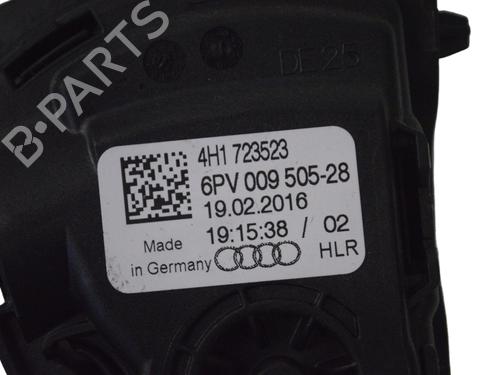 B-PARTS
DE25
4H1 723523
6PV 009 505-28
19.02.2016
19:15:38 / 02
Made
in Germany
HLR